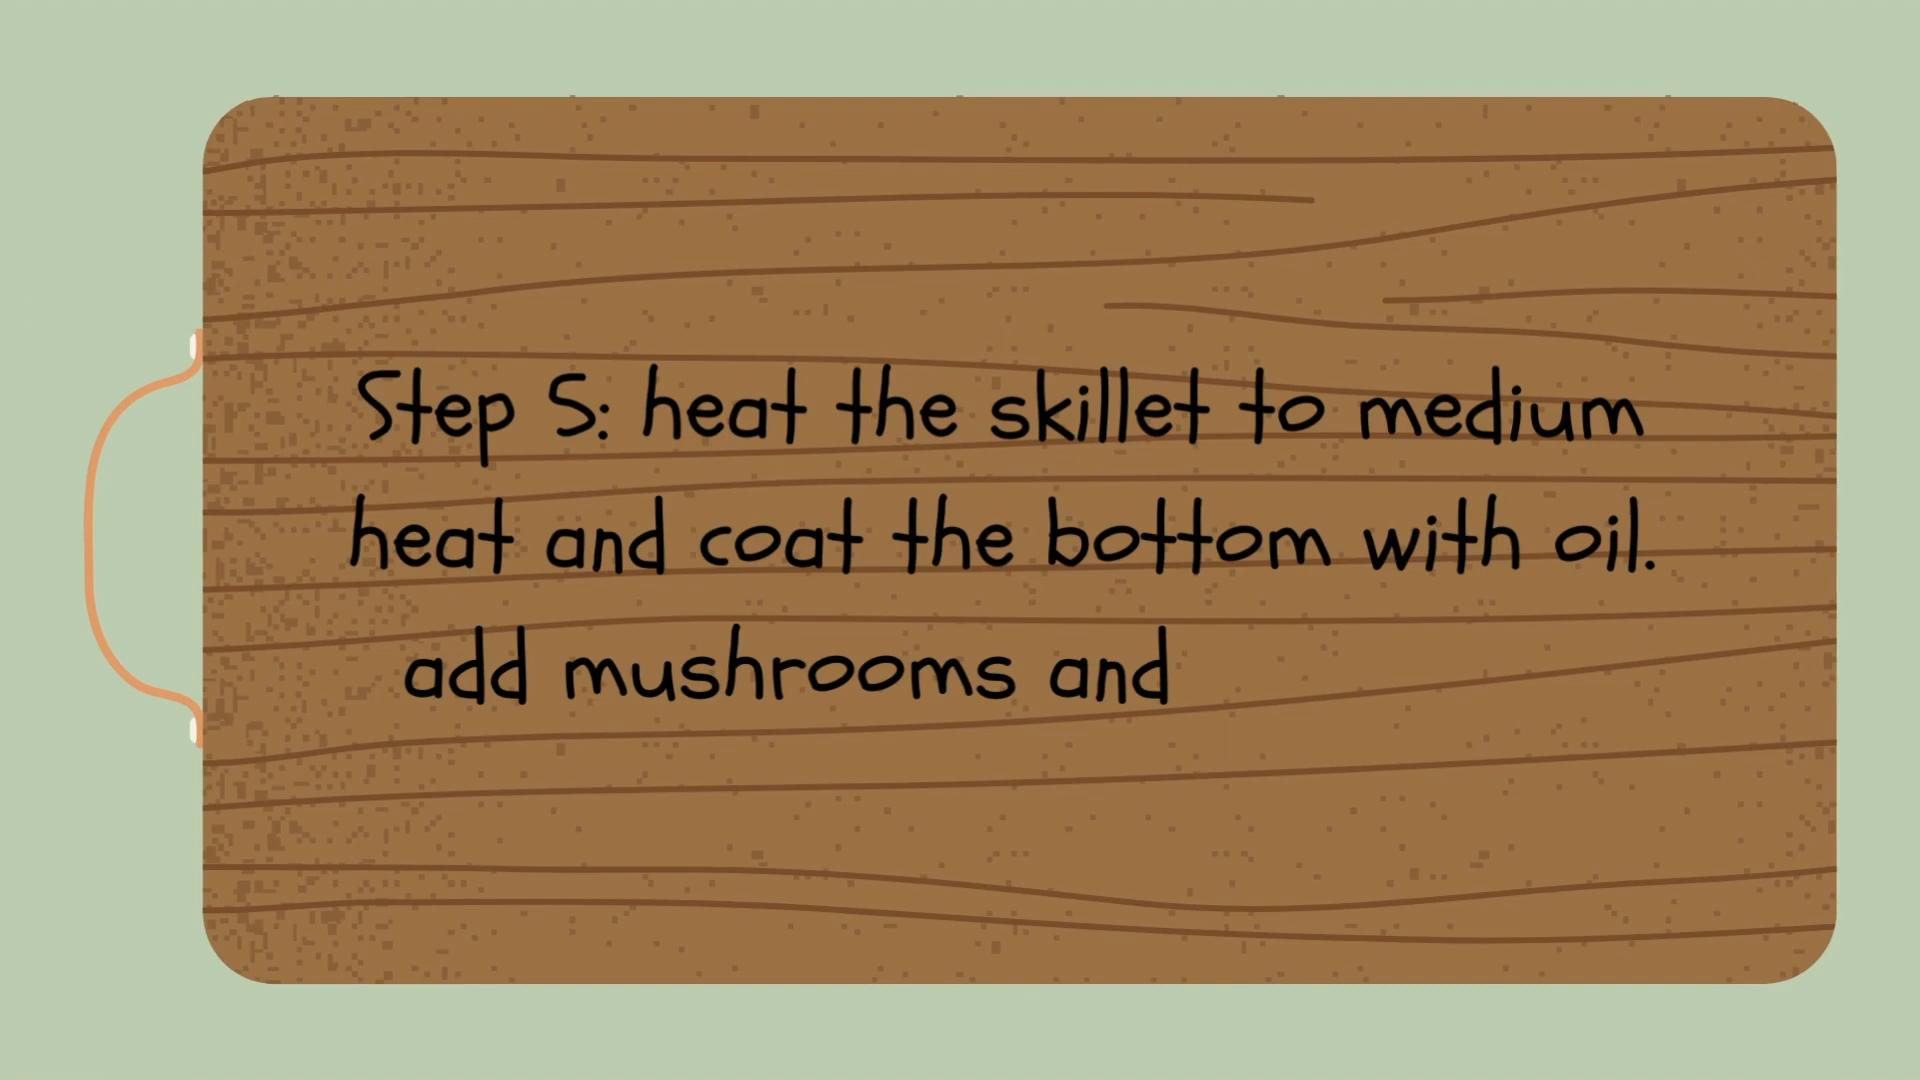 Step 5: heat the skillet to medium
heat and coat the bottom with oil.
add mushrooms and